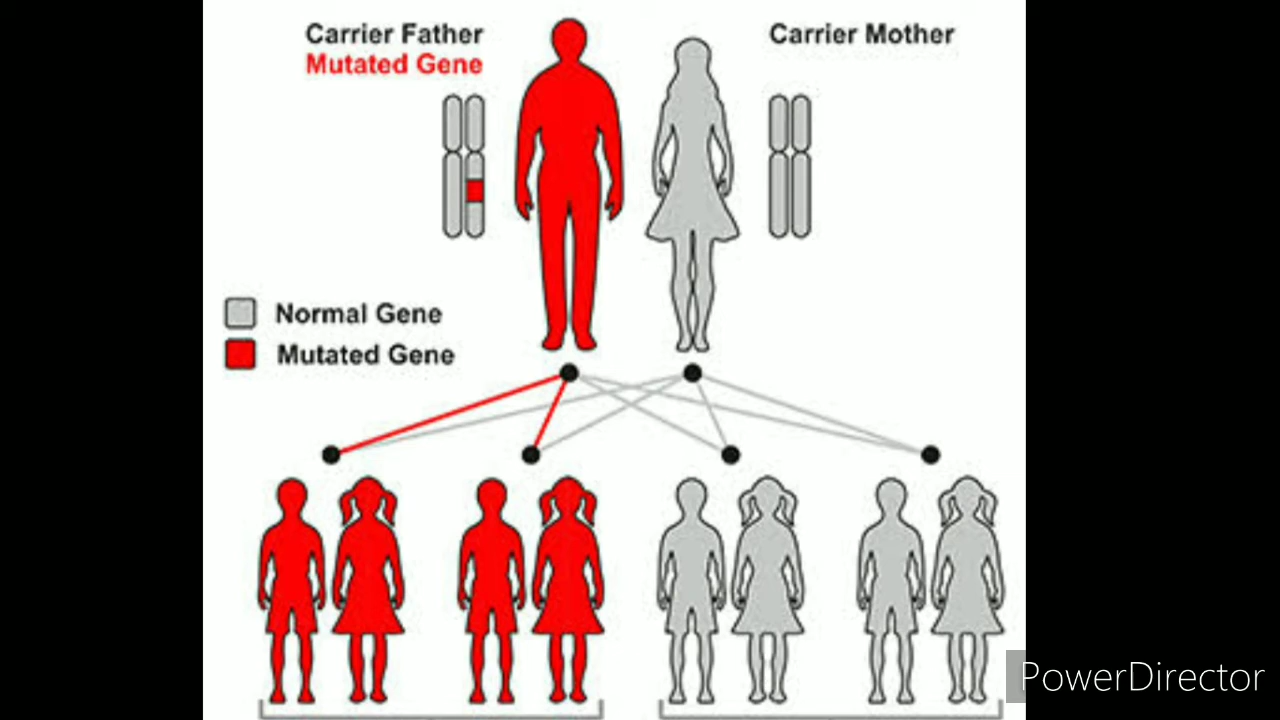 Carrier Father
Mutated Gene
Carrier Mother
Normal Gene
Mutated Gene
PowerDirector